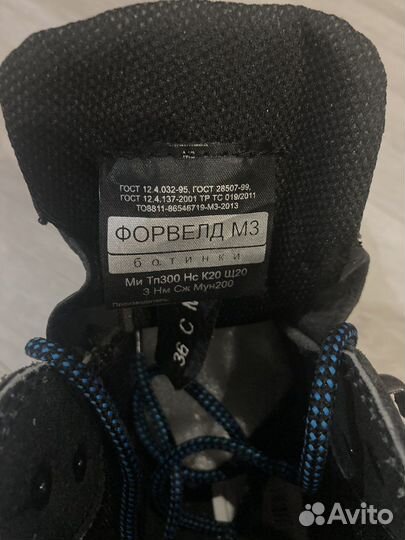 ГОСТ 12.4.032-95, ГОСТ 28507-99,
ГОСТ 12.4.137-2001 ТР ТС 019/2011
ТО8811-86546719-М3-2013
ФОРВЕЛД М3
ботинки
Ми Тп300 Нс К20 Щ20
З Нм Сж Мун200
Производитель:
36 С
Avito